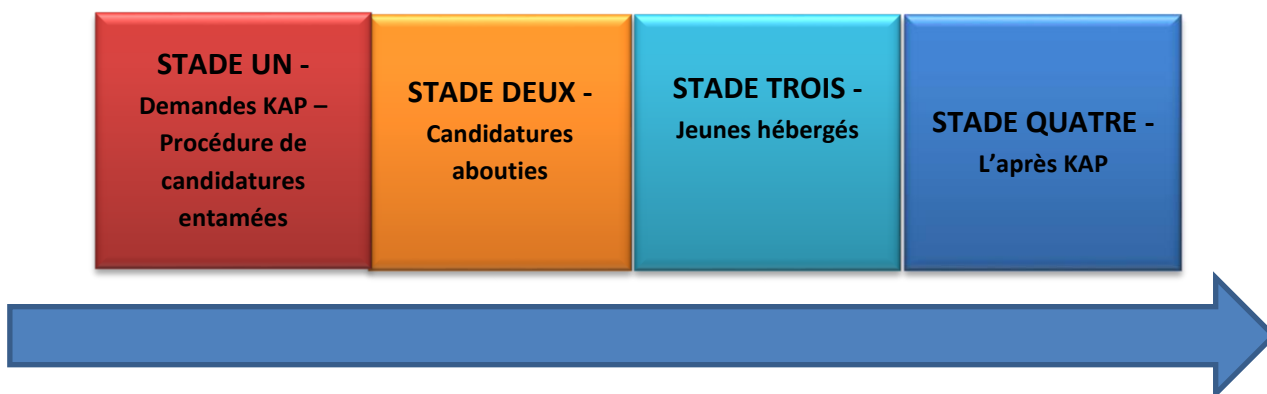 STADE UN -
Demandes KAP –
Procédure de
candidatures
entamées
STADE DEUX -
Candidatures
abouties
STADE TROIS -
Jeunes hébergés
STADE QUATRE -
L’après KAP